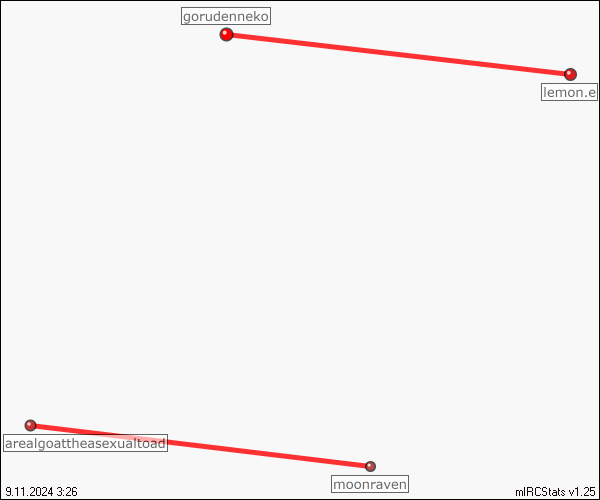 gorudenneko
lemon.e
arealgoattheasexualtoad
moonraven
9.11.2024 3:26
mIRCStats v1.25